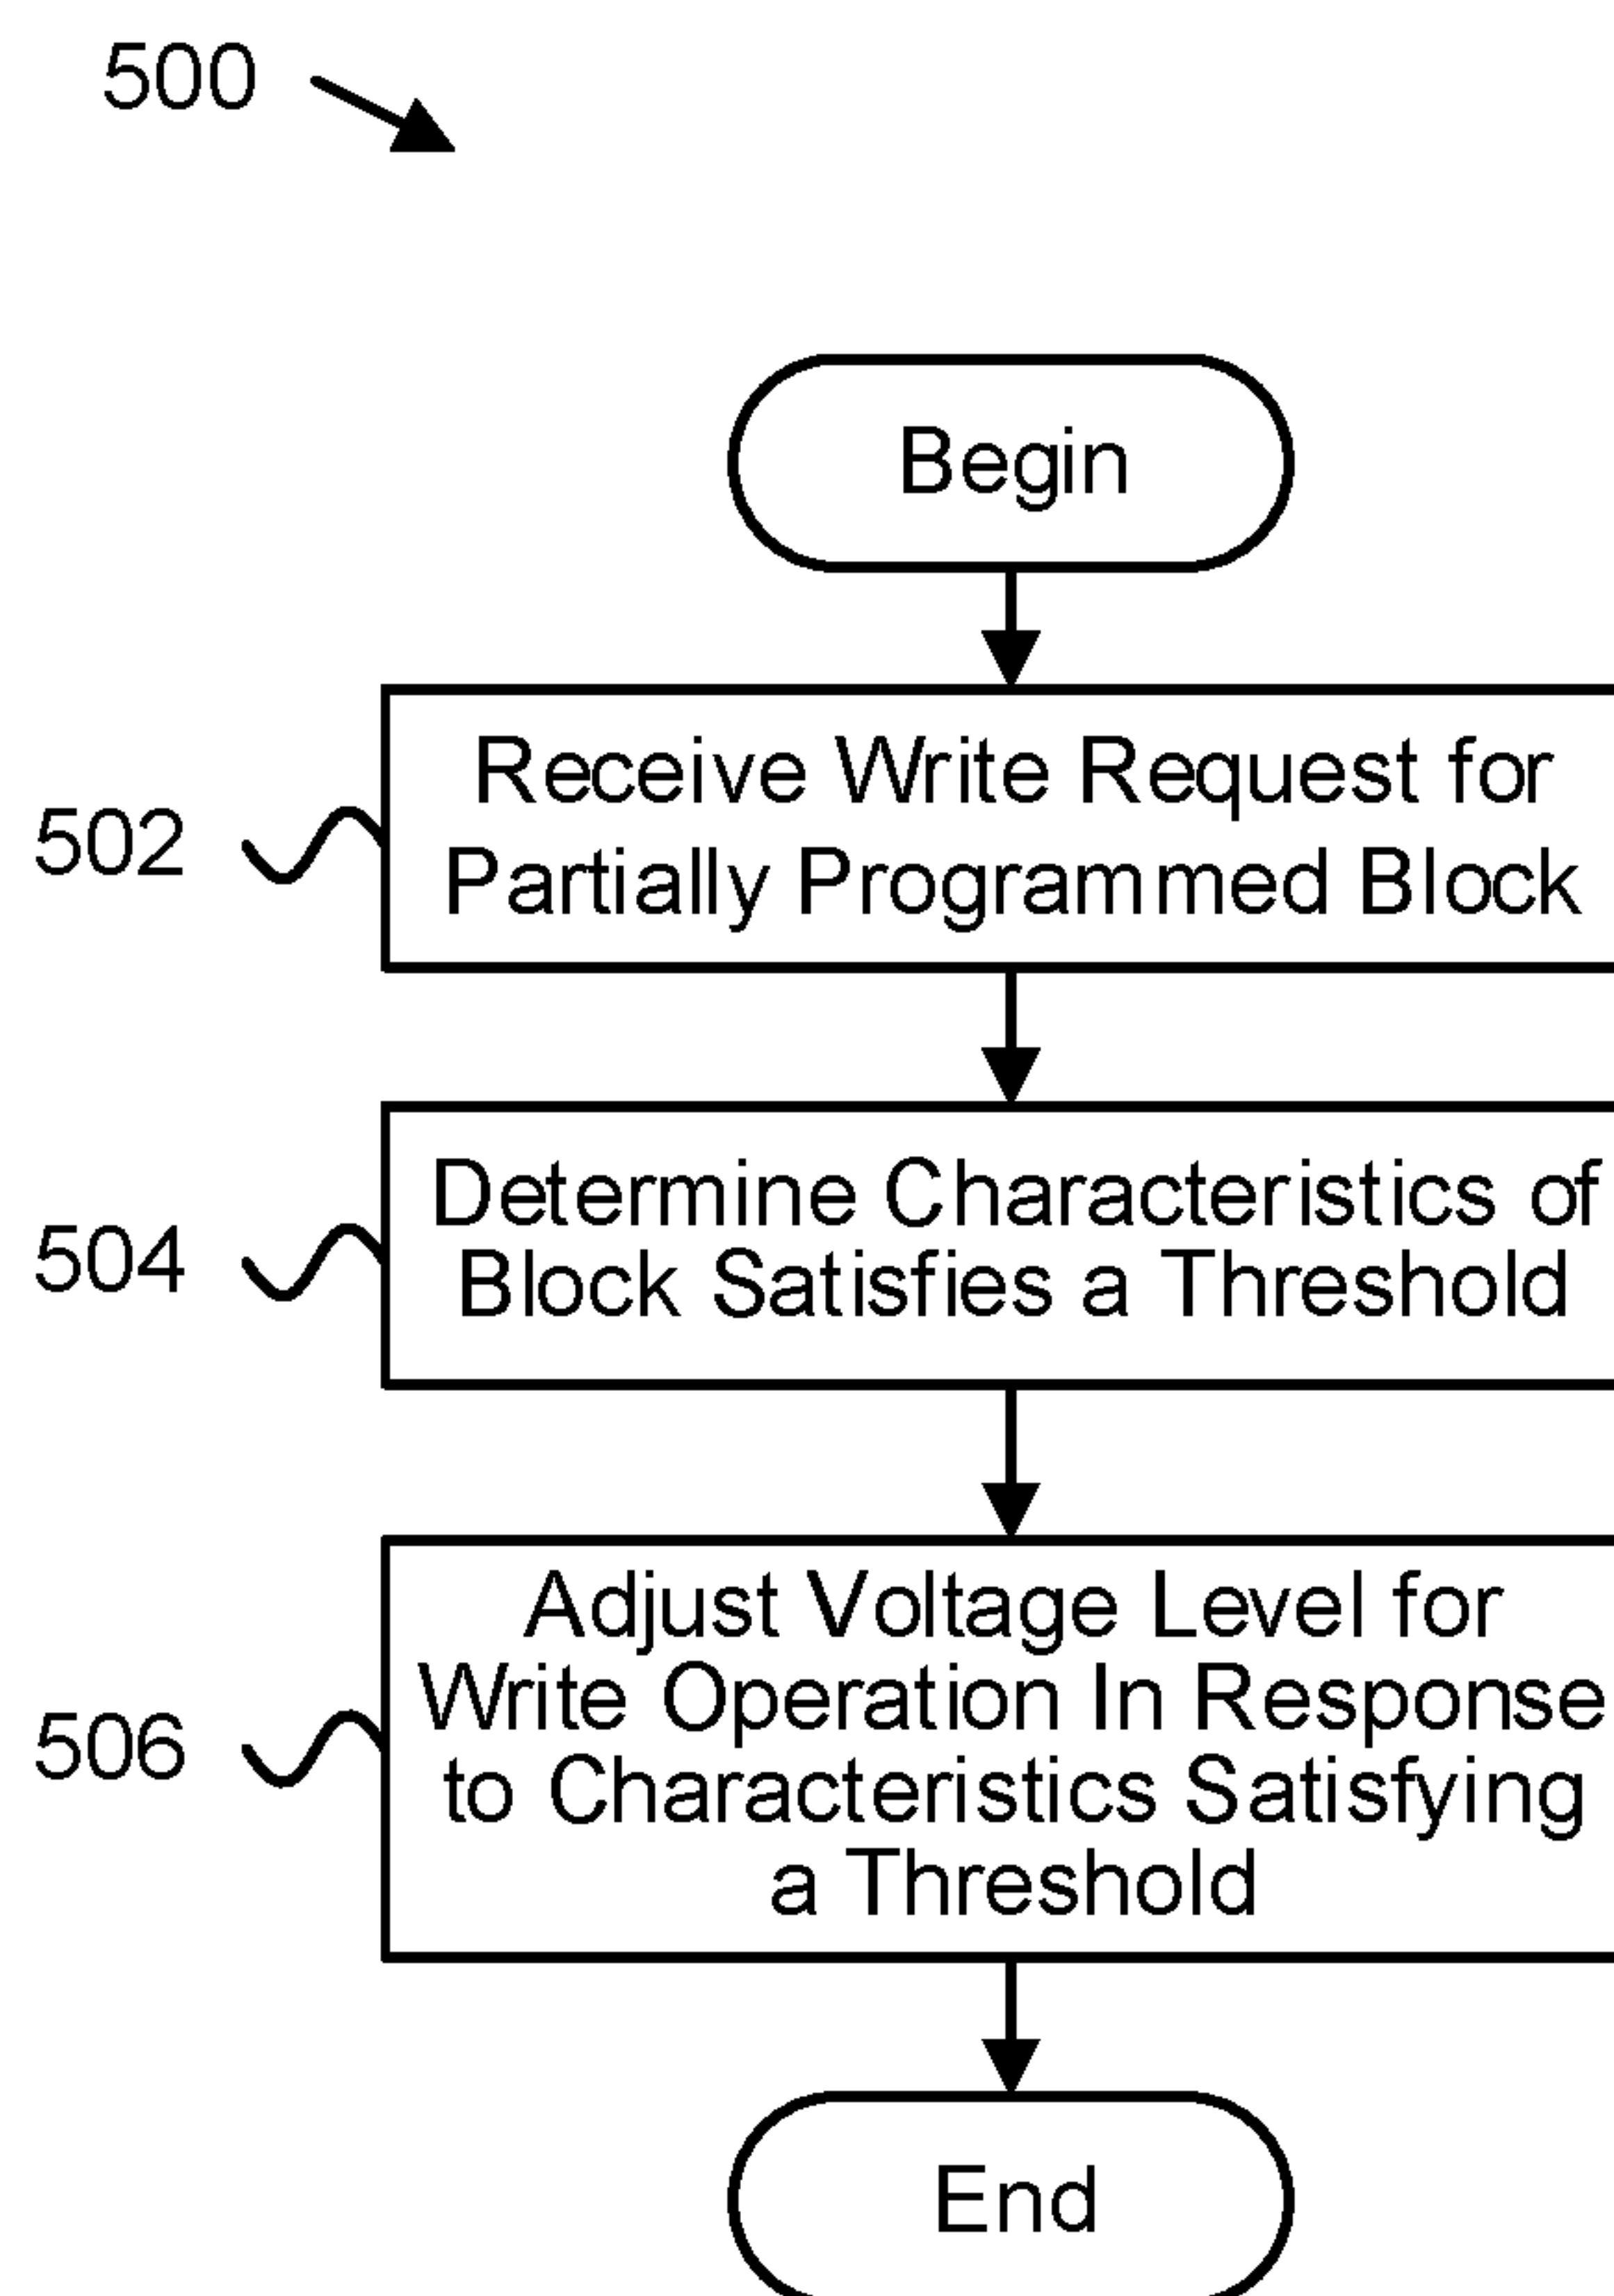 500
Begin
502
Receive Write Request for
Partially Programmed Block
504
Determine Characteristics of
Block Satisfies a Threshold
506
Adjust Voltage Level for
Write Operation In Response
to Characteristics Satisfying
a Threshold
End